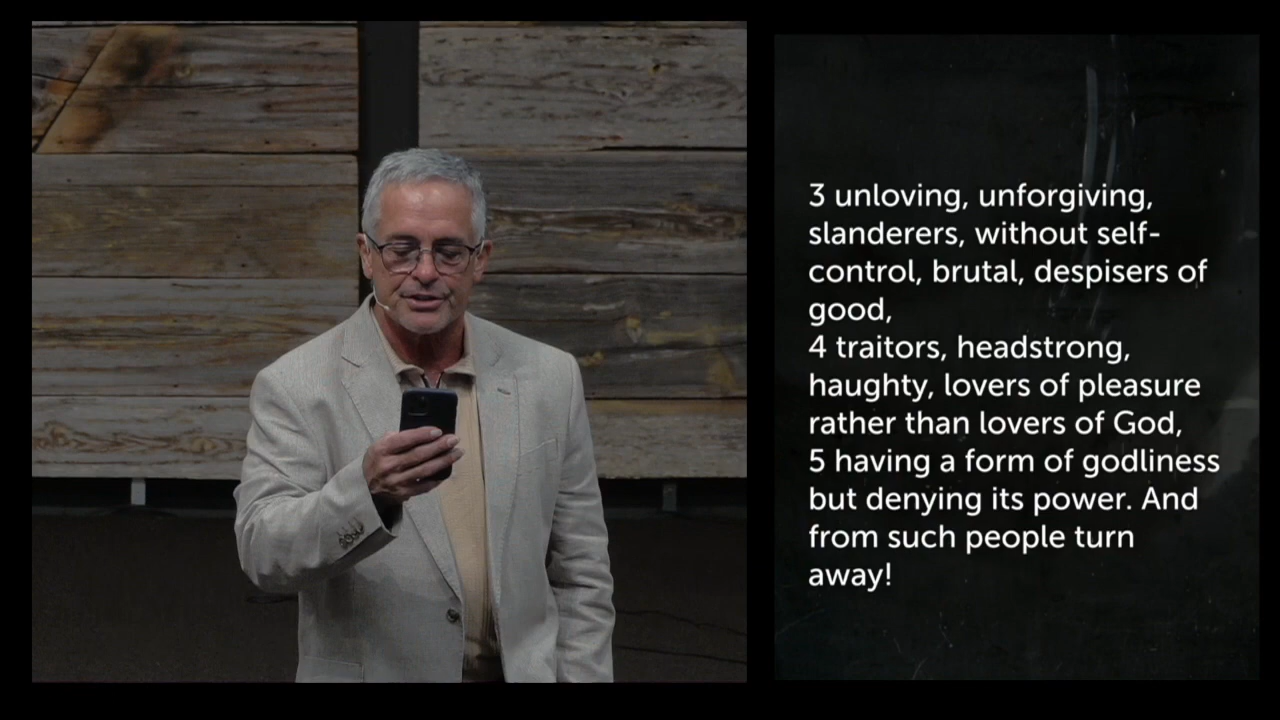 3 unloving, unforgiving,
slanderers, without self-
control, brutal, despisers of
good,
4 traitors, headstrong,
haughty, lovers of pleasure
rather than lovers of God,
5 having a form of godliness
but denying its power. And
from such people turn
away!